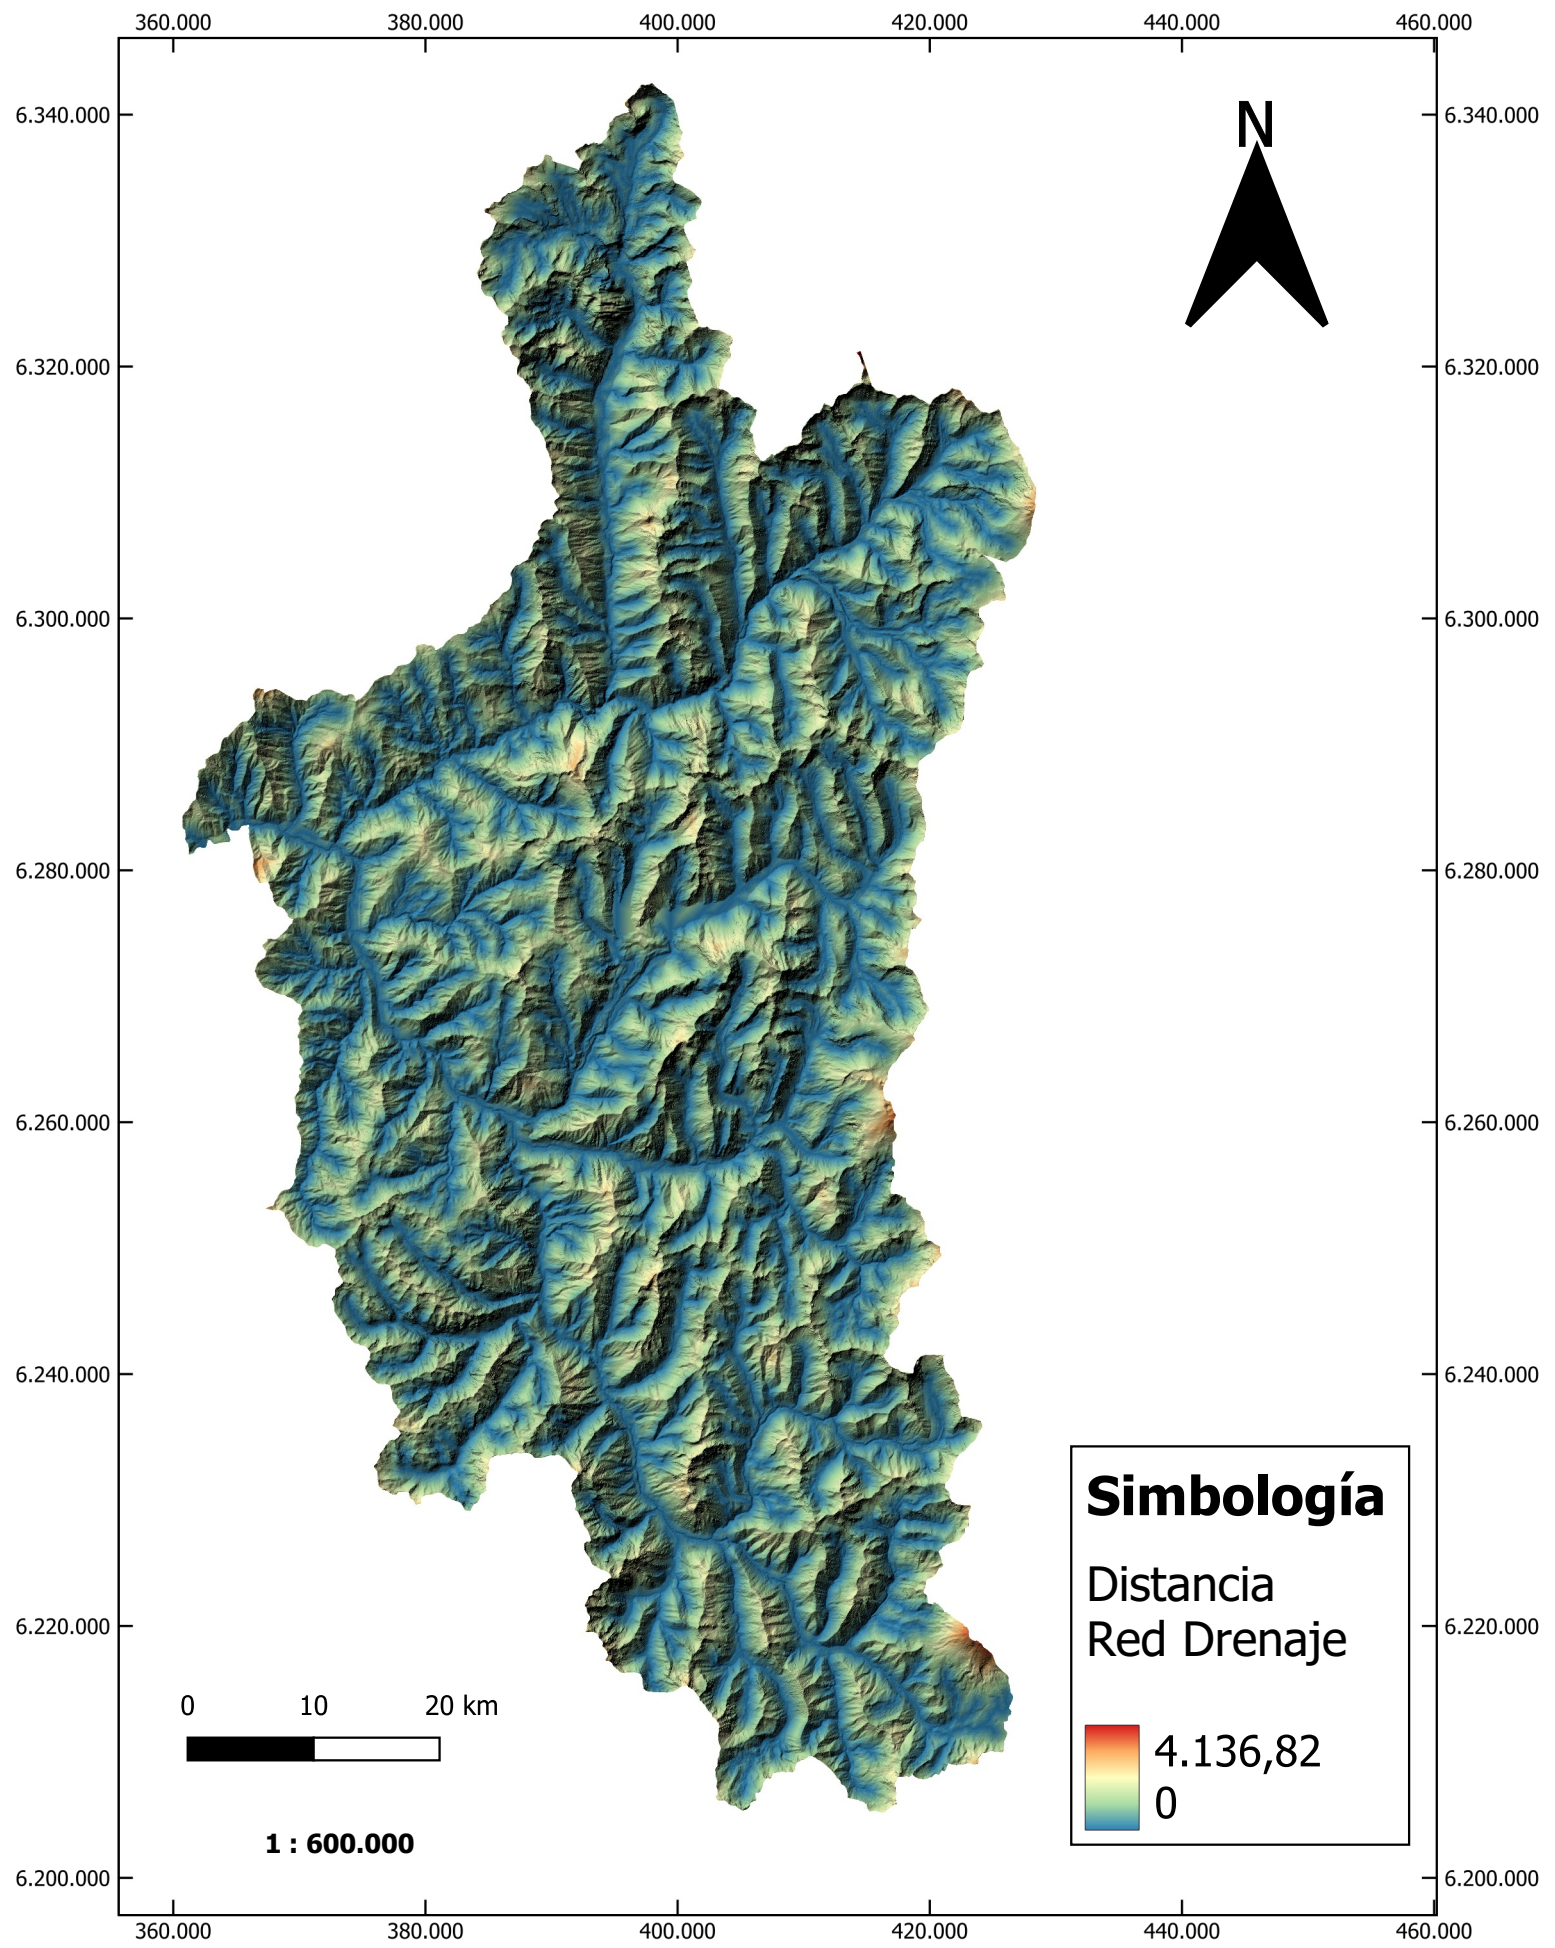 360.000 380.000 400.000 420.000 440.000 460.000
N
6.340.000 6.340.000
6.320.000 6.320.000
6.300.000 6.300.000
6.280.000 6.280.000
6.260.000 6.260.000
6.240.000 6.240.000
Simbología
Distancia
Red Drenaje
6.220.000 6.220.000
4.136,82
0
0 10 20 km
1 : 600.000
6.200.000 6.200.000
360.000 380.000 400.000 420.000 440.000 460.000